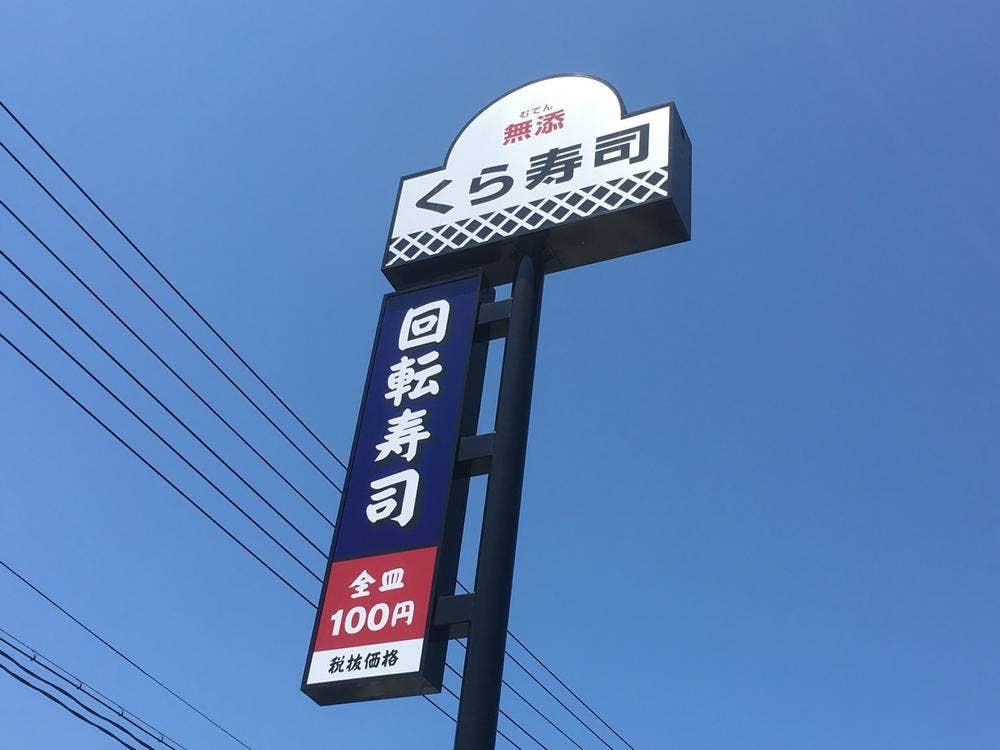 むてん
無添
くら寿司
回転寿司
全皿
100円
税抜価格